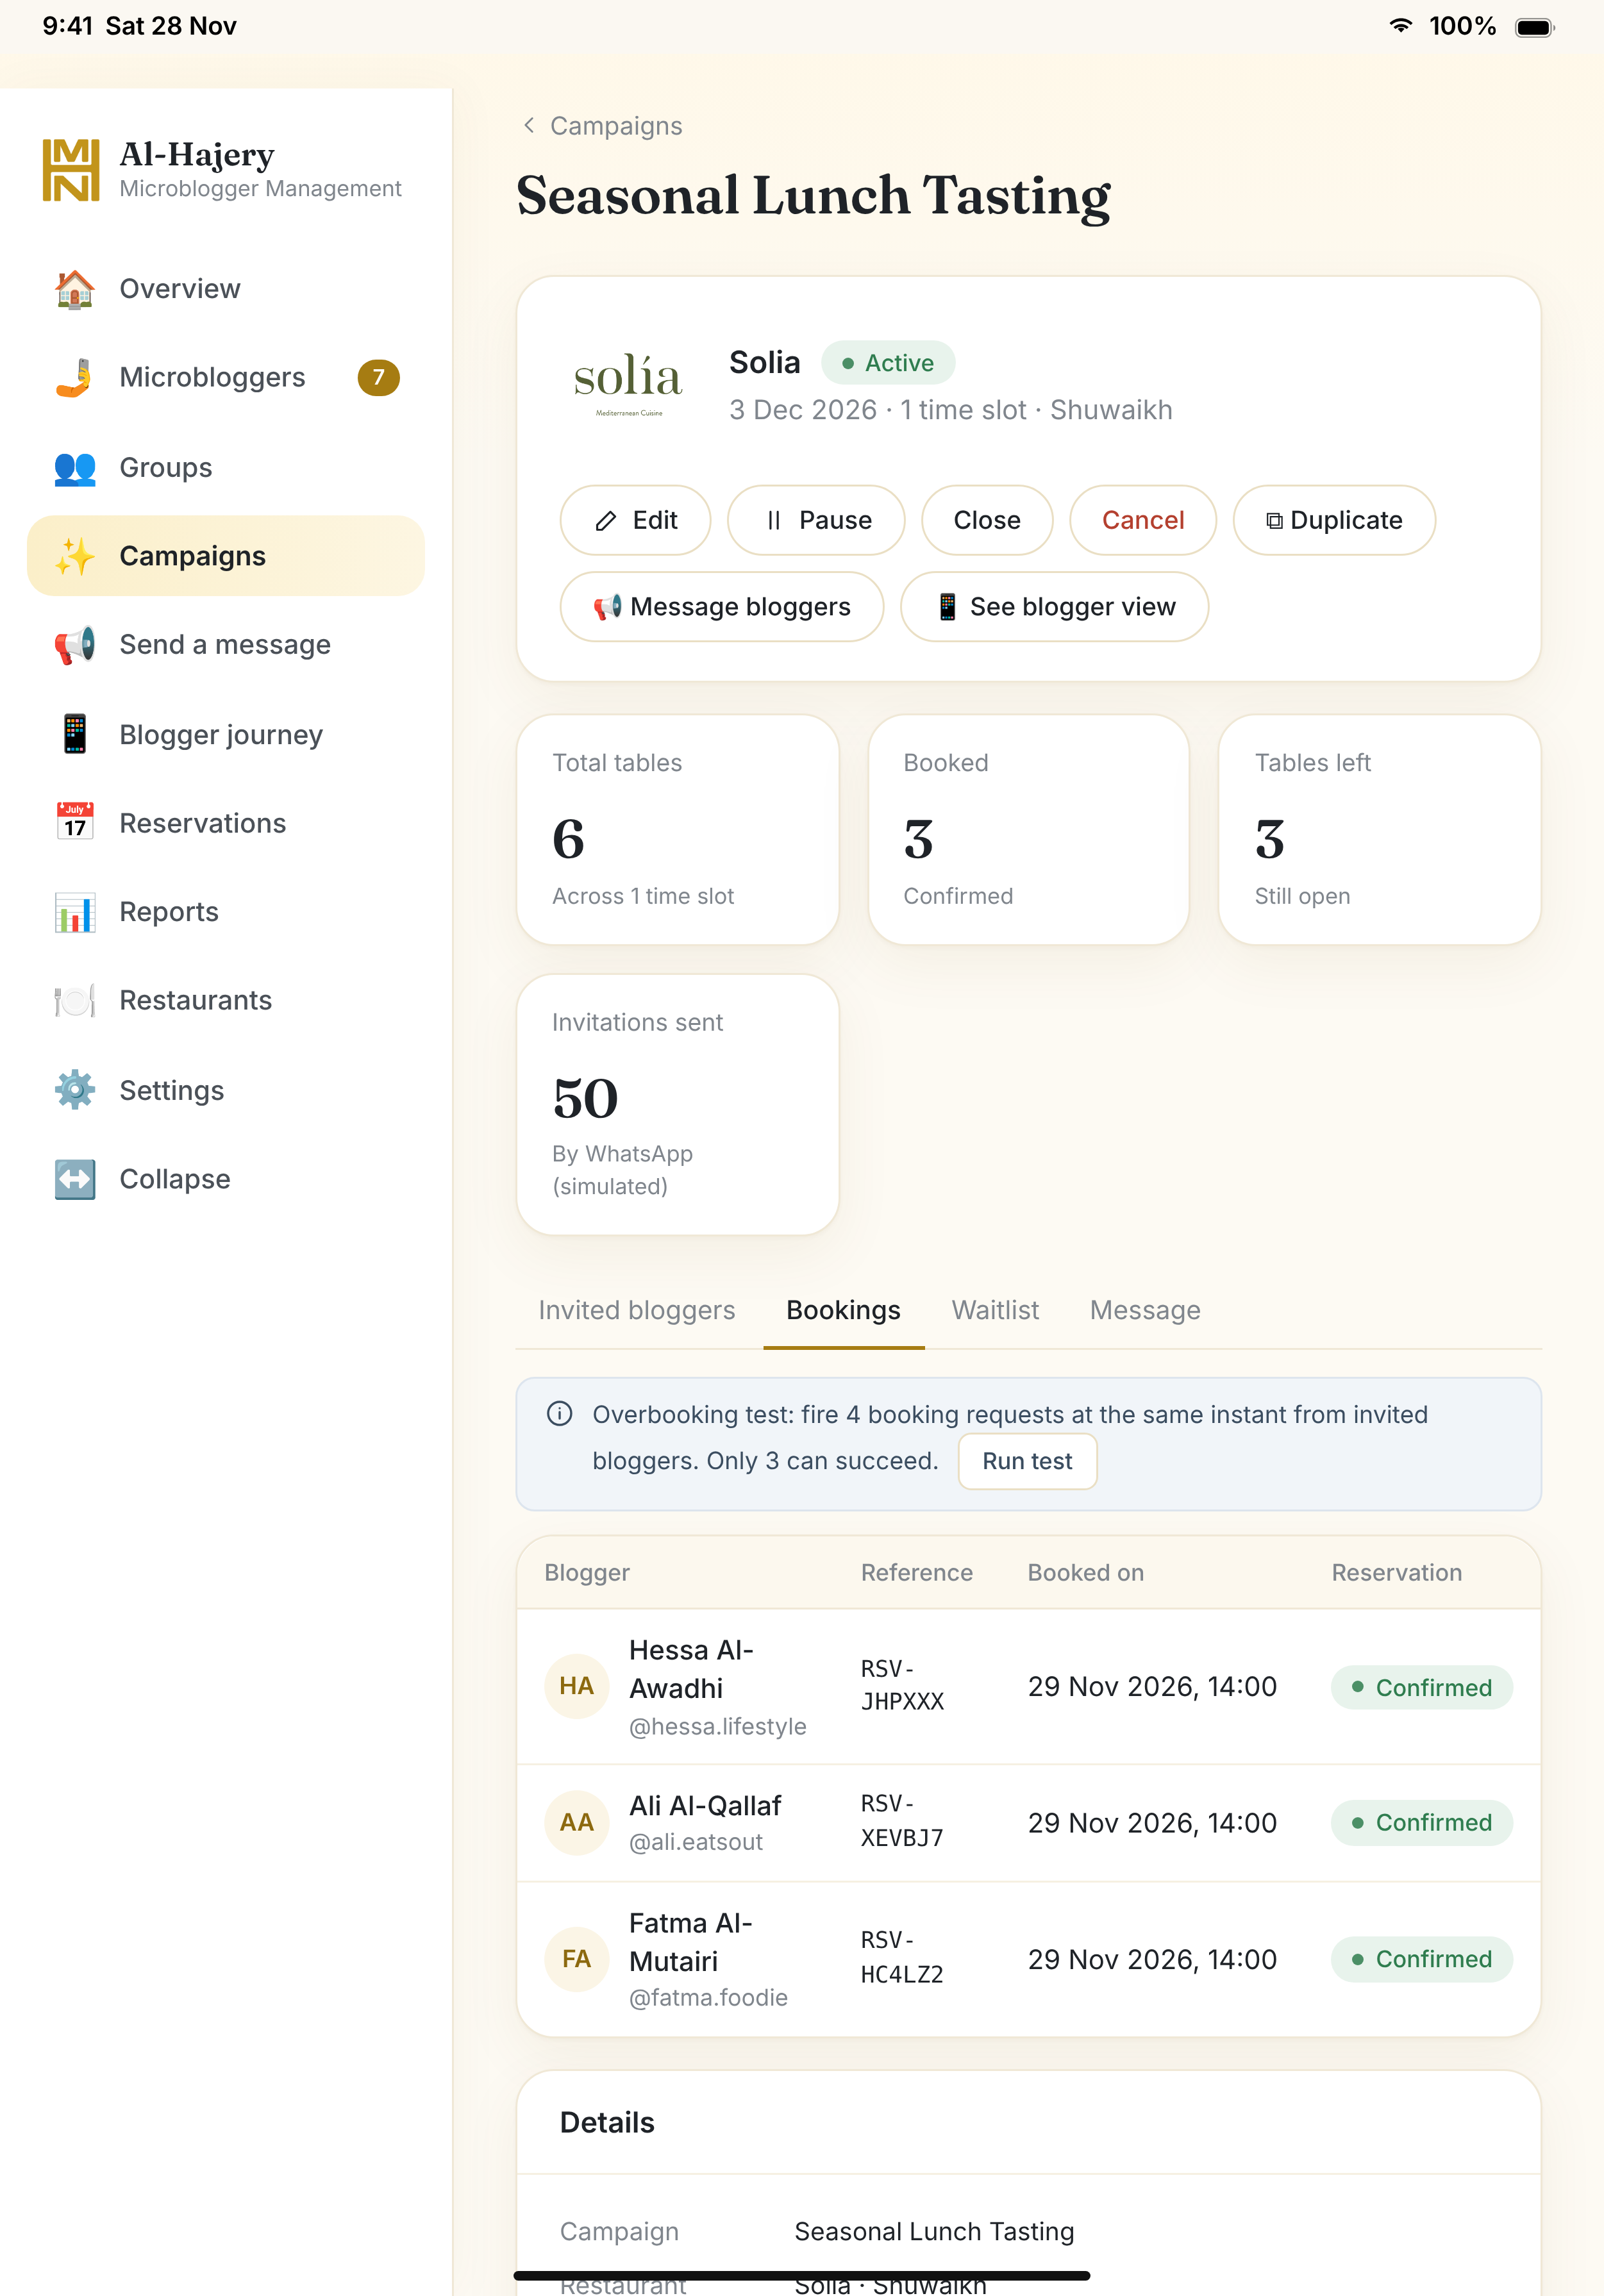 9:41 Sat 28 Nov
100%
Al-Hajery
Microblogger Management
Overview
Microbloggers
7
Groups
Campaigns
Send a message
Blogger journey
July
17
Reservations
Reports
Restaurants
Settings
Collapse
Campaigns
Seasonal Lunch Tasting
solía
Mediterranean Cuisine
Solia
Active
3 Dec 2026 · 1 time slot · Shuwaikh
Edit
Pause
Close
Cancel
Duplicate
Message bloggers
See blogger view
Total tables
6
Across 1 time slot
Booked
3
Confirmed
Tables left
3
Still open
Invitations sent
50
By WhatsApp
(simulated)
Invited bloggers
Bookings
Waitlist
Message
Overbooking test: fire 4 booking requests at the same instant from invited
bloggers. Only 3 can succeed.
Run test
Blogger
Reference
Booked on
Reservation
HA
Hessa Al-
Awadhi
@hessa.lifestyle
RSV-
JHPXXX
29 Nov 2026, 14:00
Confirmed
AA
Ali Al-Qallaf
@ali.eatsout
RSV-
XEVBJ7
29 Nov 2026, 14:00
Confirmed
FA
Fatma Al-
Mutairi
@fatma.foodie
RSV-
HC4LZ2
29 Nov 2026, 14:00
Confirmed
Details
Campaign
Seasonal Lunch Tasting
Restaurant
Solia · Shuwaikh